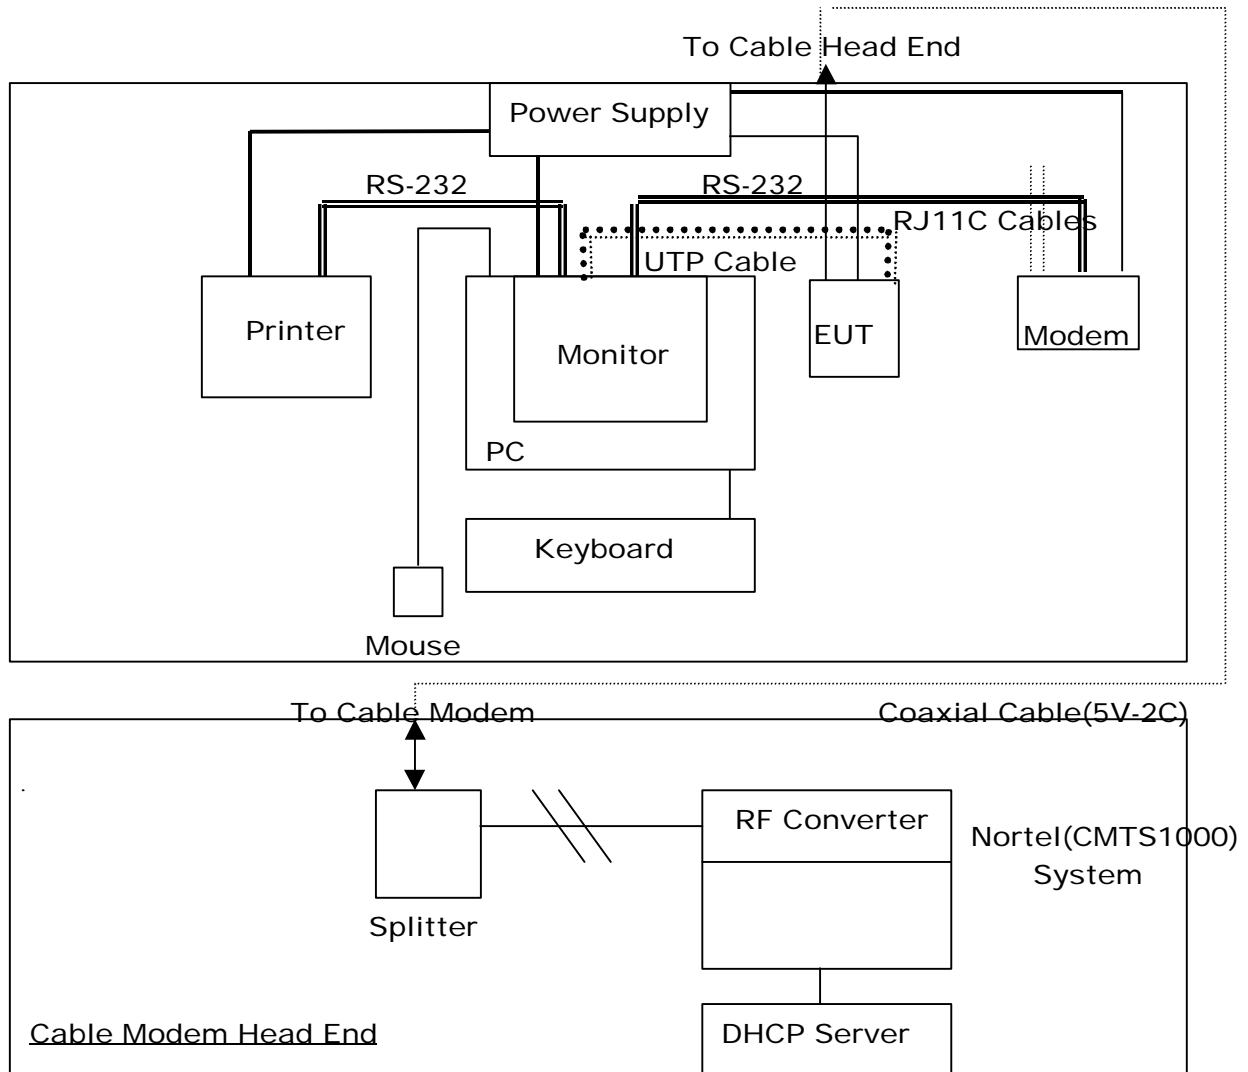 To Cable Head End
Power Supply
RS-232
RS-232
RJ11C Cables
UTP Cable
Printer
Monitor
EUT
Modem
PC
Keyboard
Mouse
To Cable Modem
Coaxial Cable(5V-2C)
RF Converter
Nortel(CMTS1000)
System
Splitter
Cable Modem Head End
DHCP Server